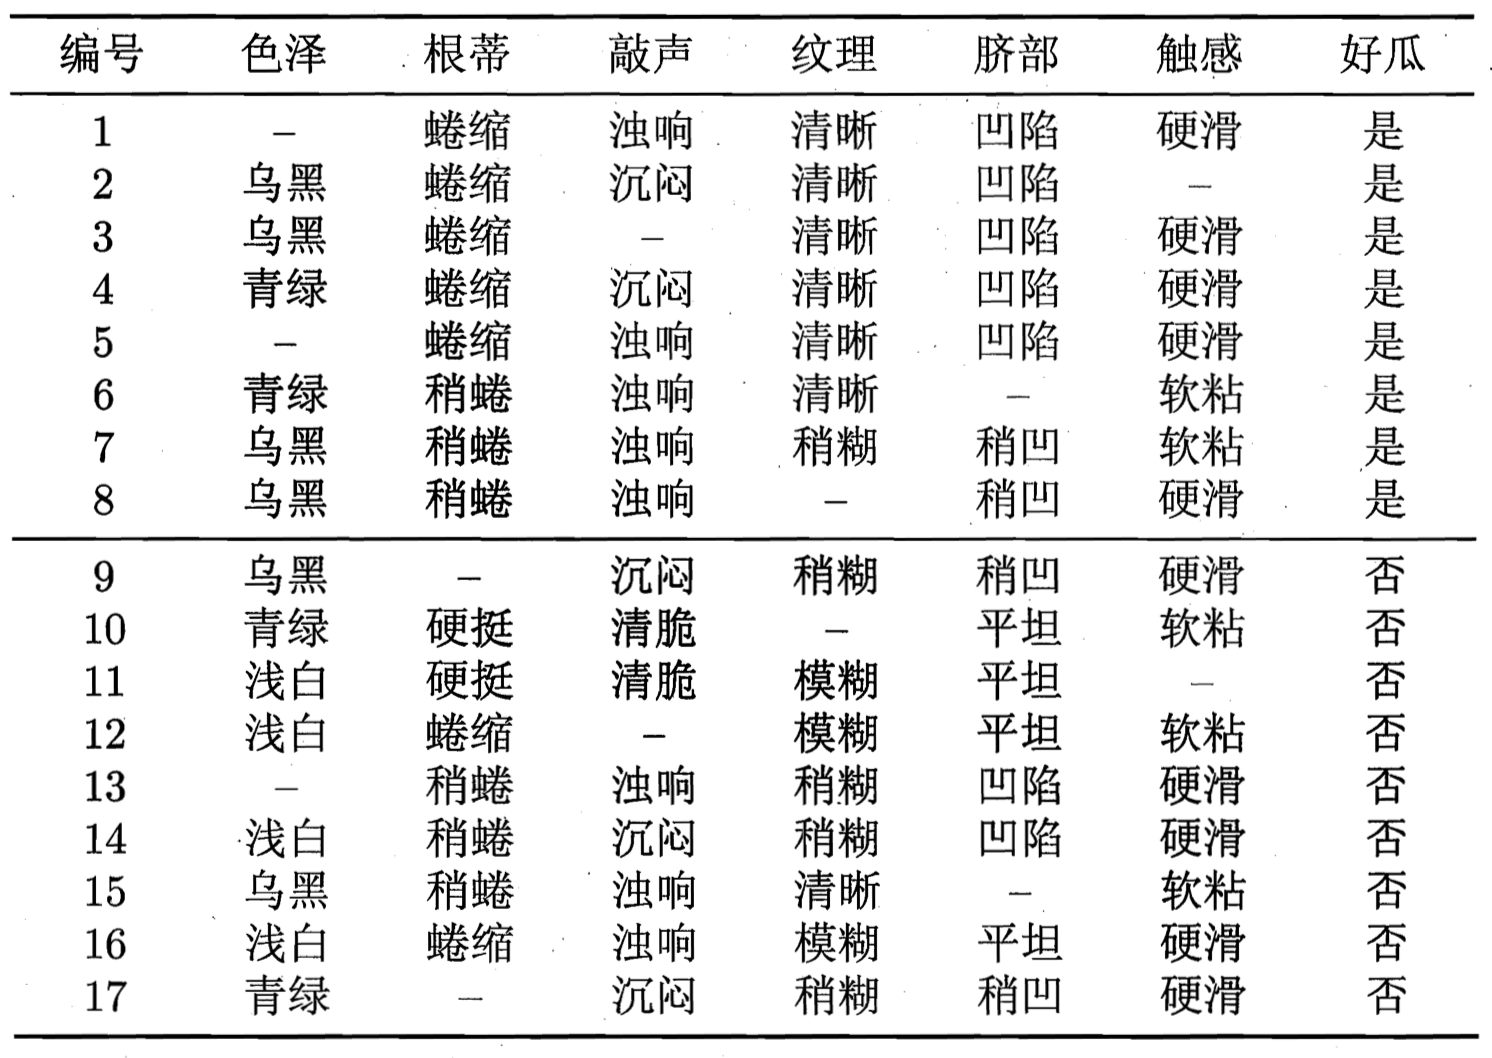 编号 色泽 根蒂 敲声 纹理 脐部 触感 好瓜
1 – 蜷缩 浊响 清晰 凹陷 硬滑 是
2 乌黑 蜷缩 沉闷 清晰 凹陷 – 是
3 乌黑 蜷缩 – 清晰 凹陷 硬滑 是
4 青绿 蜷缩 沉闷 清晰 凹陷 硬滑 是
5 – 蜷缩 浊响 清晰 凹陷 硬滑 是
6 青绿 稍蜷 浊响 清晰 – 软粘 是
7 乌黑 稍蜷 浊响 稍糊 稍凹 软粘 是
8 乌黑 稍蜷 浊响 – 稍凹 硬滑 是
9 乌黑 – 沉闷 稍糊 稍凹 硬滑 否
10 青绿 硬挺 清脆 – 平坦 软粘 否
11 浅白 硬挺 清脆 模糊 平坦 – 否
12 浅白 蜷缩 – 模糊 平坦 软粘 否
13 – 稍蜷 浊响 稍糊 凹陷 硬滑 否
14 浅白 稍蜷 沉闷 稍糊 凹陷 硬滑 否
15 乌黑 稍蜷 浊响 清晰 – 软粘 否
16 浅白 蜷缩 浊响 模糊 平坦 硬滑 否
17 青绿 – 沉闷 稍糊 稍凹 硬滑 否